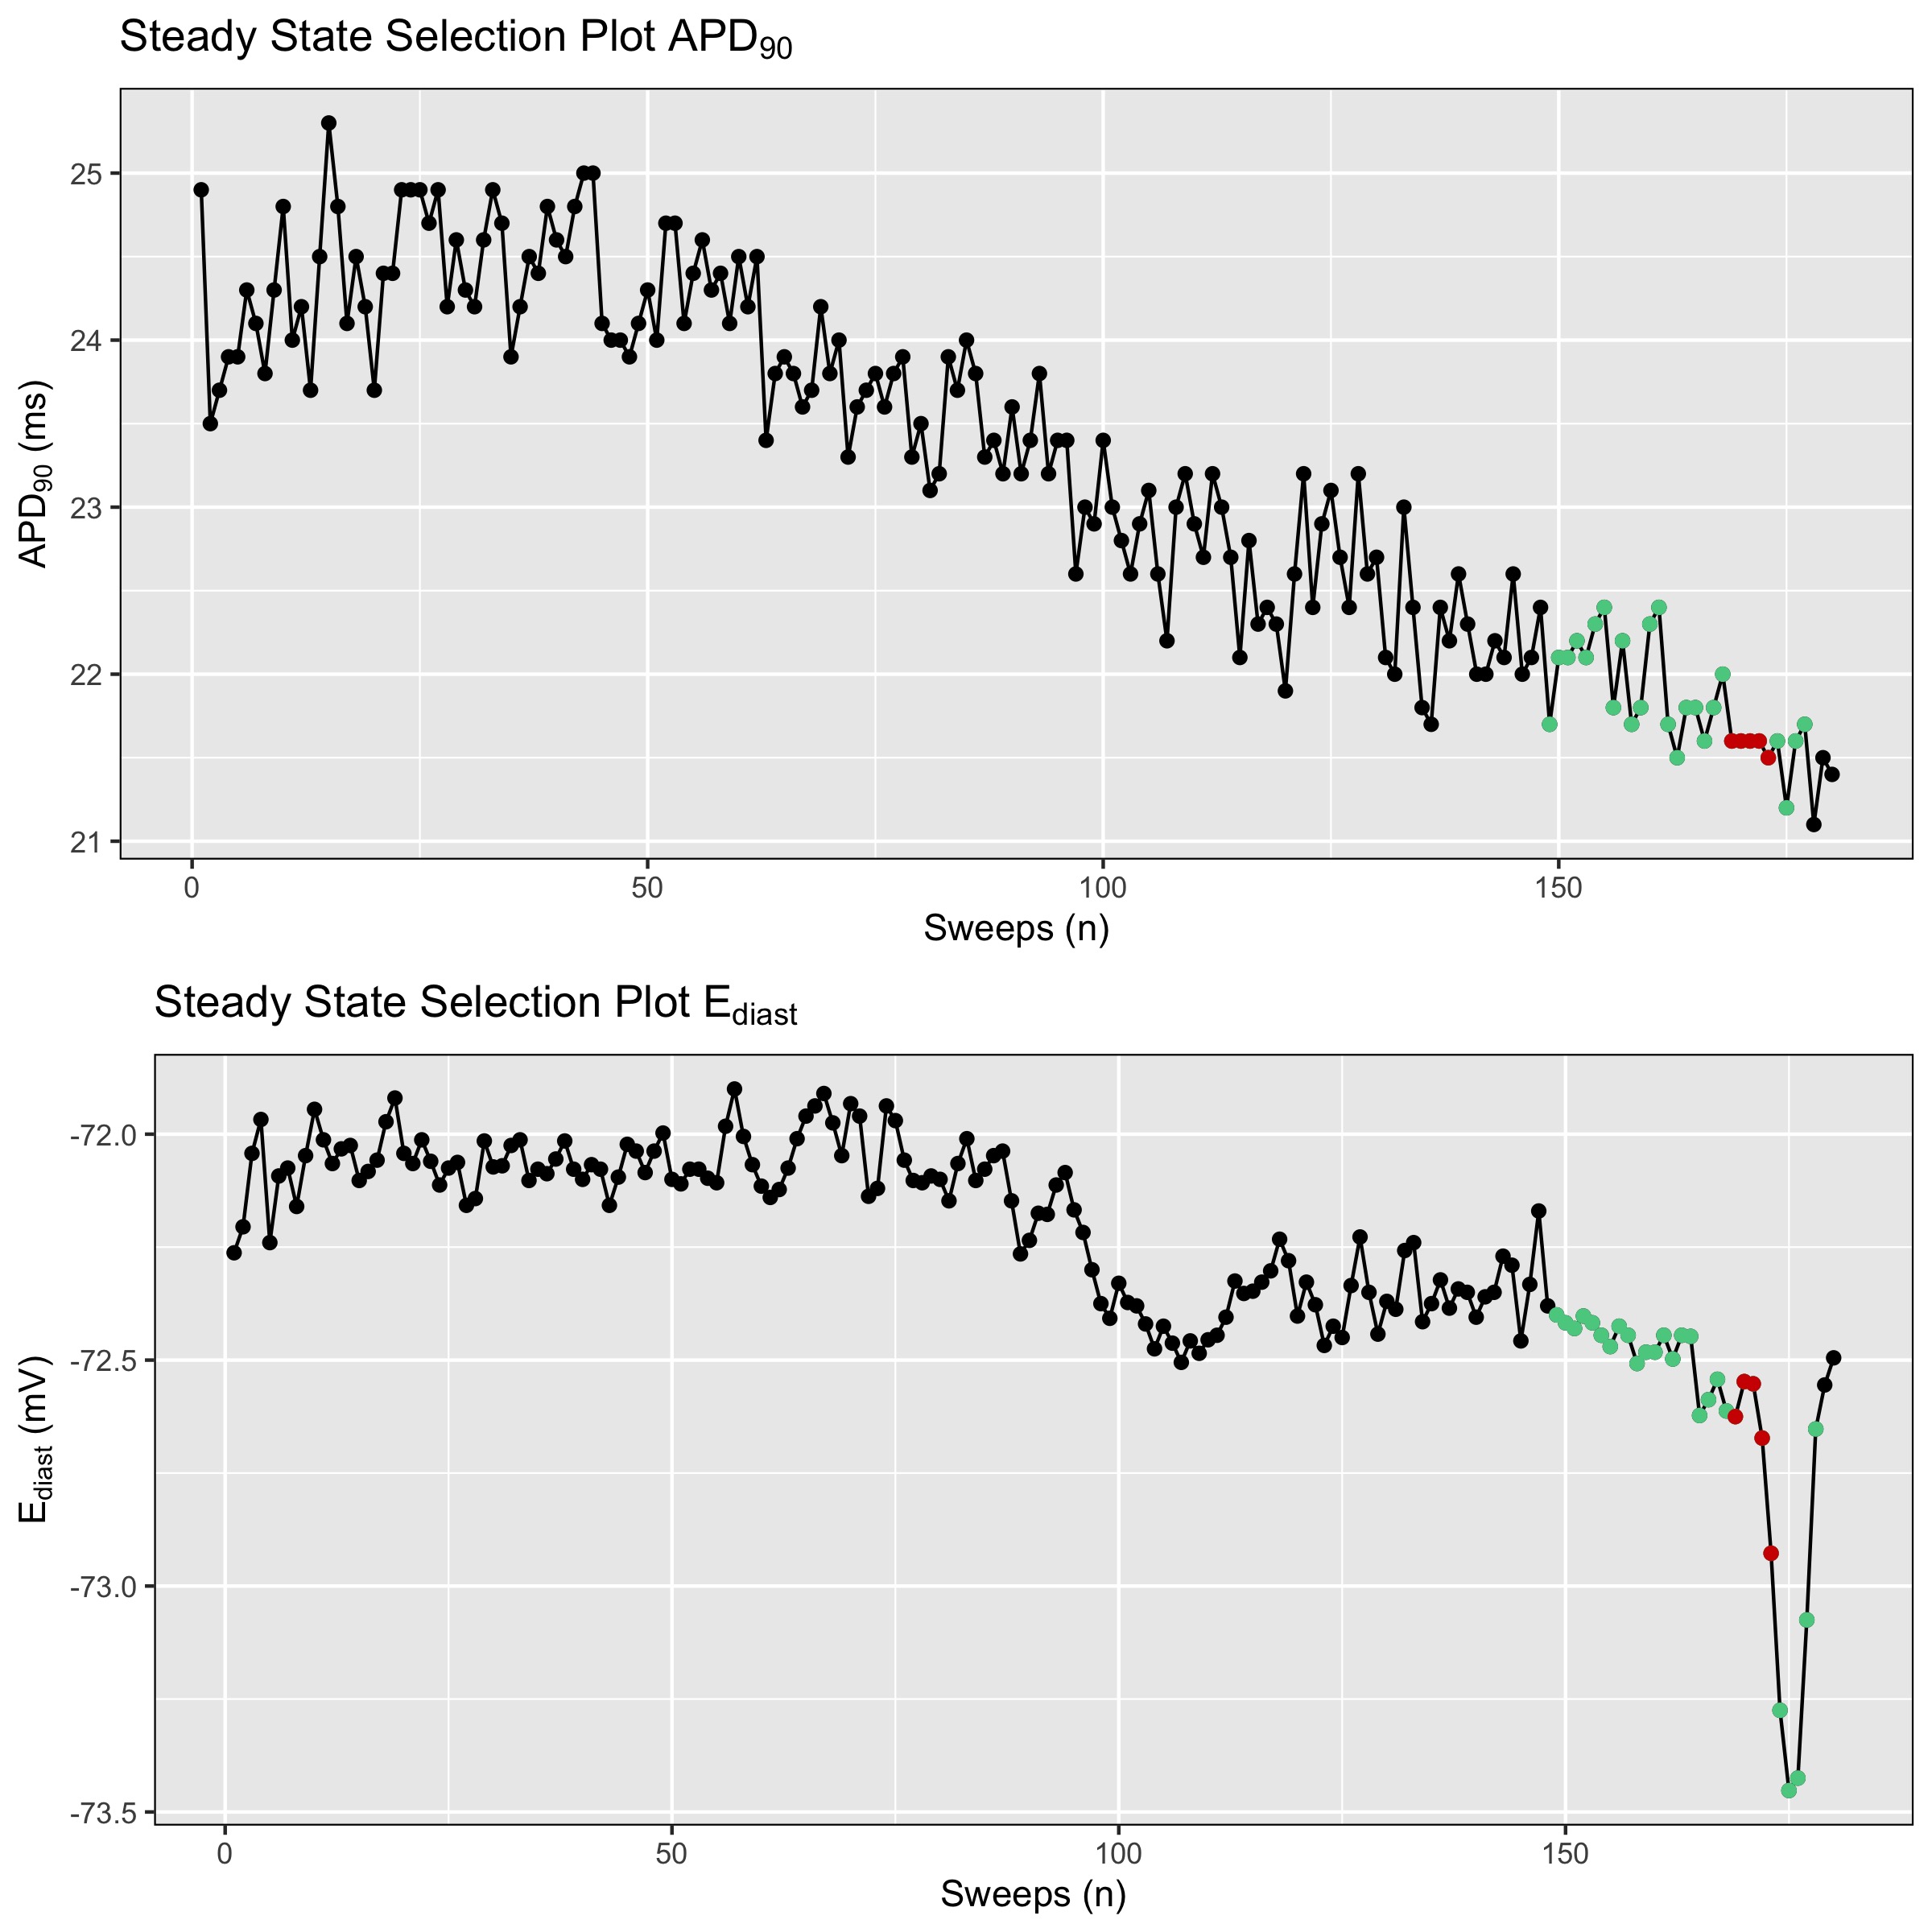 Steady State Selection Plot APD90
APD90 (ms)
25
24
23
22
21
0 50 100 150
Sweeps (n)
Steady State Selection Plot Ediast
Ediast (mV)
-72.0
-72.5
-73.0
-73.5
0 50 100 150
Sweeps (n)